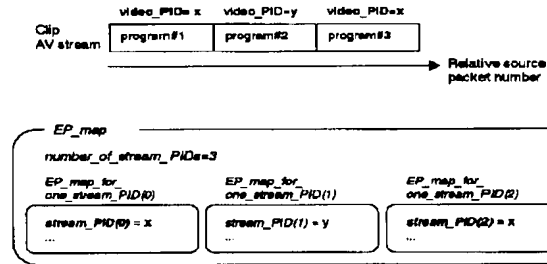 video_PID= x video_PID=y video_PID=x
Clip
AV stream
program#1 program#2 program#3
Relative source
packet number
EP_map
number_of_stream_PIDs=3
EP_map_for_
one_stream_PID(0)
EP_map_for_
one_stream_PID(1)
EP_map_for_
one_stream_PID(2)
stream_PID(0) = x
...
stream_PID(1) = y
...
stream_PID(2) = x
...